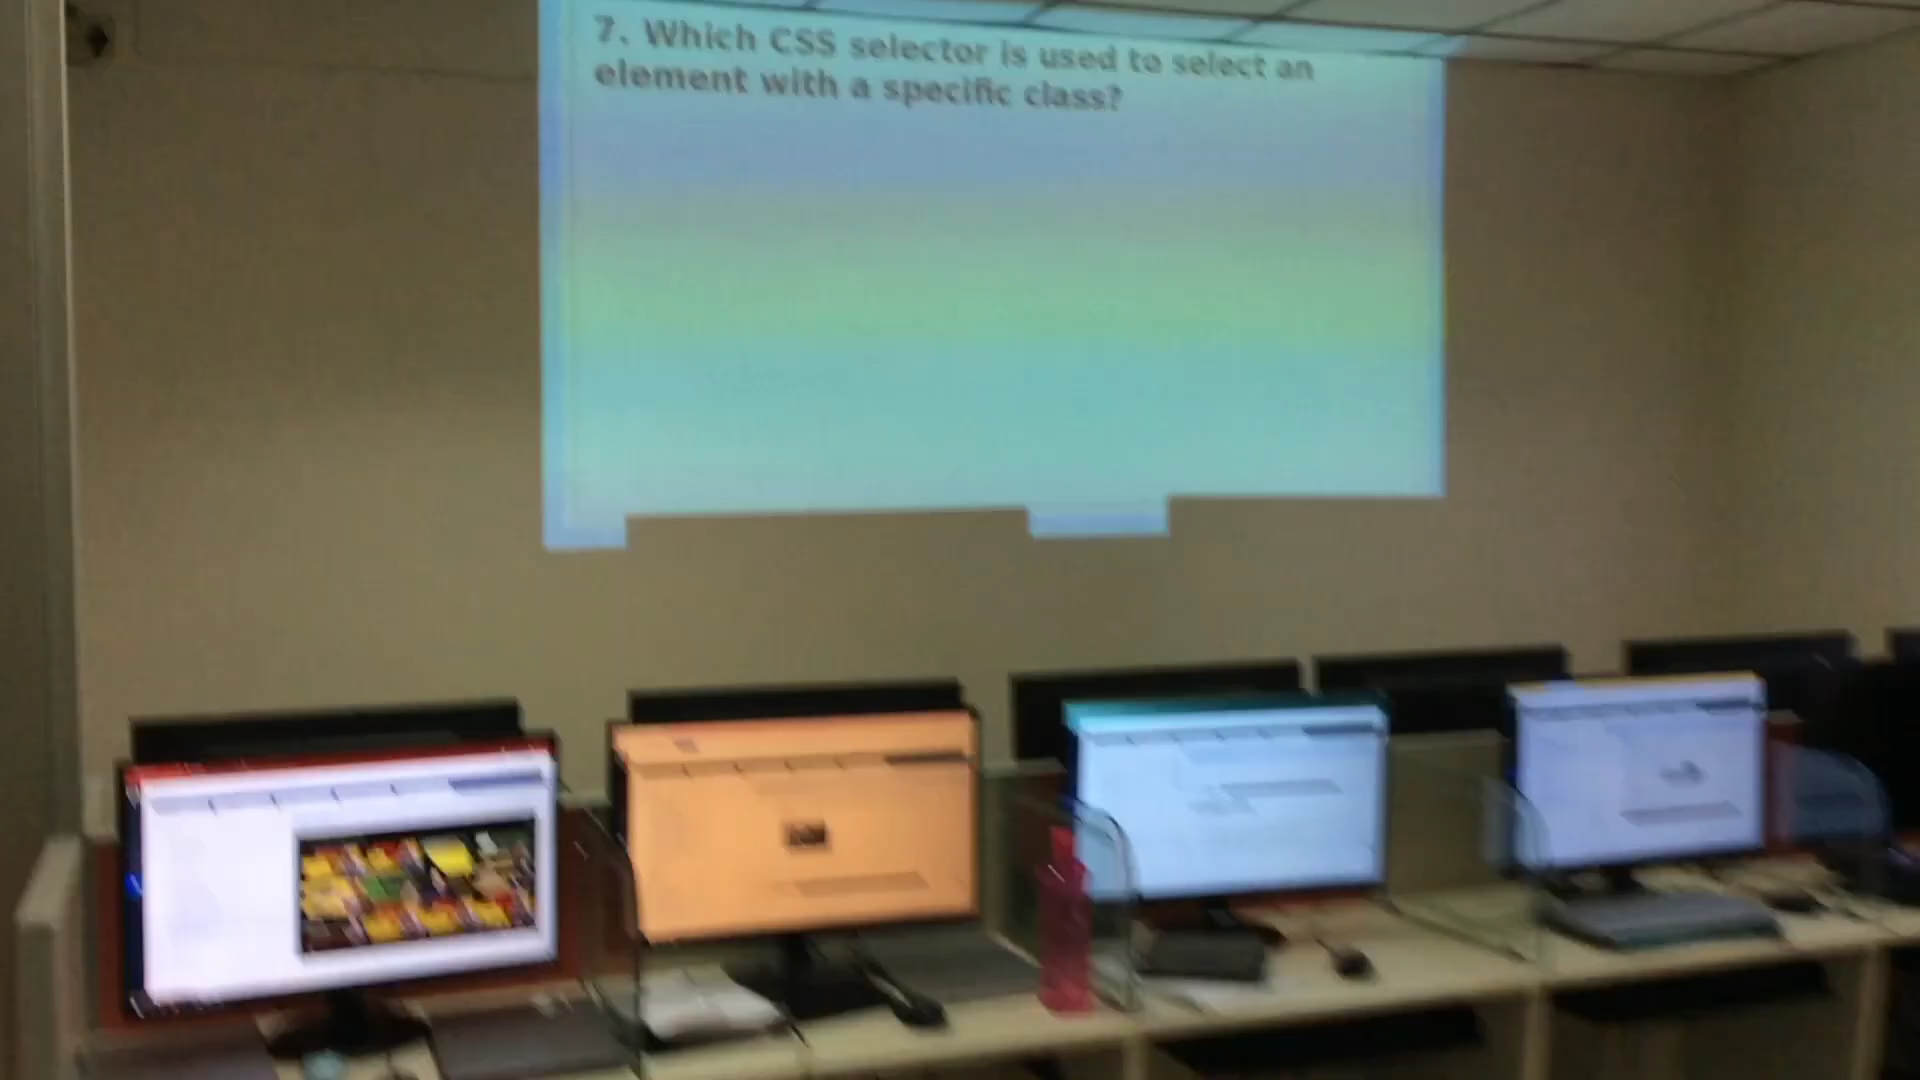 7. Which CSS selector is used to select an
element with a specific class?